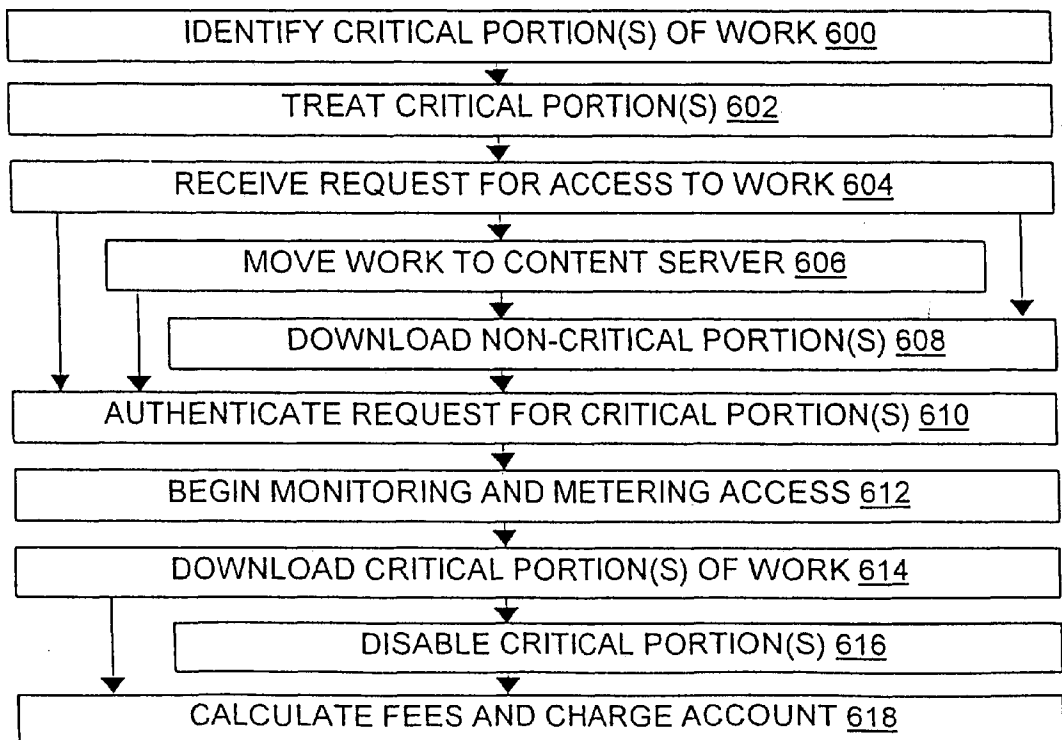 IDENTIFY CRITICAL PORTION(S) OF WORK 600
TREAT CRITICAL PORTION(S) 602
RECEIVE REQUEST FOR ACCESS TO WORK 604
MOVE WORK TO CONTENT SERVER 606
DOWNLOAD NON-CRITICAL PORTION(S) 608
AUTHENTICATE REQUEST FOR CRITICAL PORTION(S) 610
BEGIN MONITORING AND METERING ACCESS 612
DOWNLOAD CRITICAL PORTION(S) OF WORK 614
DISABLE CRITICAL PORTION(S) 616
CALCULATE FEES AND CHARGE ACCOUNT 618